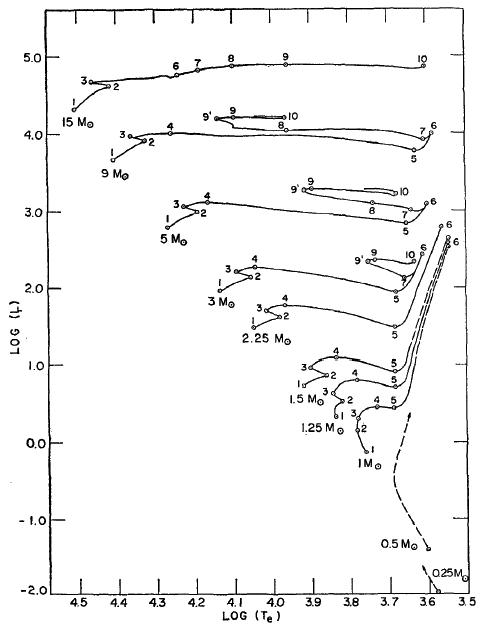 5.0
4.0
3.0
2.0
1.0
0.0
-1.0
-2.0
LOG (L)
4.5 4.4 4.3 4.2 4.1 4.0 3.9 3.8 3.7 3.6 3.5
LOG (Te)
1 2 3 6 7 8 9 10
15 M⊙
1 2 3 4 5 6 7 8 9' 9 10
9 M⊙
1 2 3 4 5 6 7 8 9' 9 10
5 M⊙
1 2 3 4 5 6 7 9' 9 10
3 M⊙
1 2 3 4 5 6
2.25 M⊙
1 2 3 4 5 6
1.5 M⊙
1 2 3 4 5
1.25 M⊙
1 2 3 4 5
1 M⊙
0.5 M⊙
0.25 M⊙